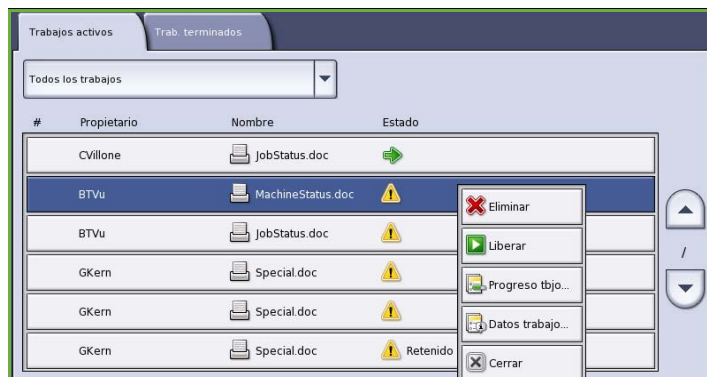 Trabajos activos Trab. terminados
Todos los trabajos
# Propietario Nombre Estado
CVillone JobStatus.doc
BTVu MachineStatus.doc
Eliminar
BTVu JobStatus.doc
Liberar
/
GKern Special.doc
Progreso tbjo...
GKern Special.doc
Datos trabajo...
GKern Special.doc Retenido
Cerrar